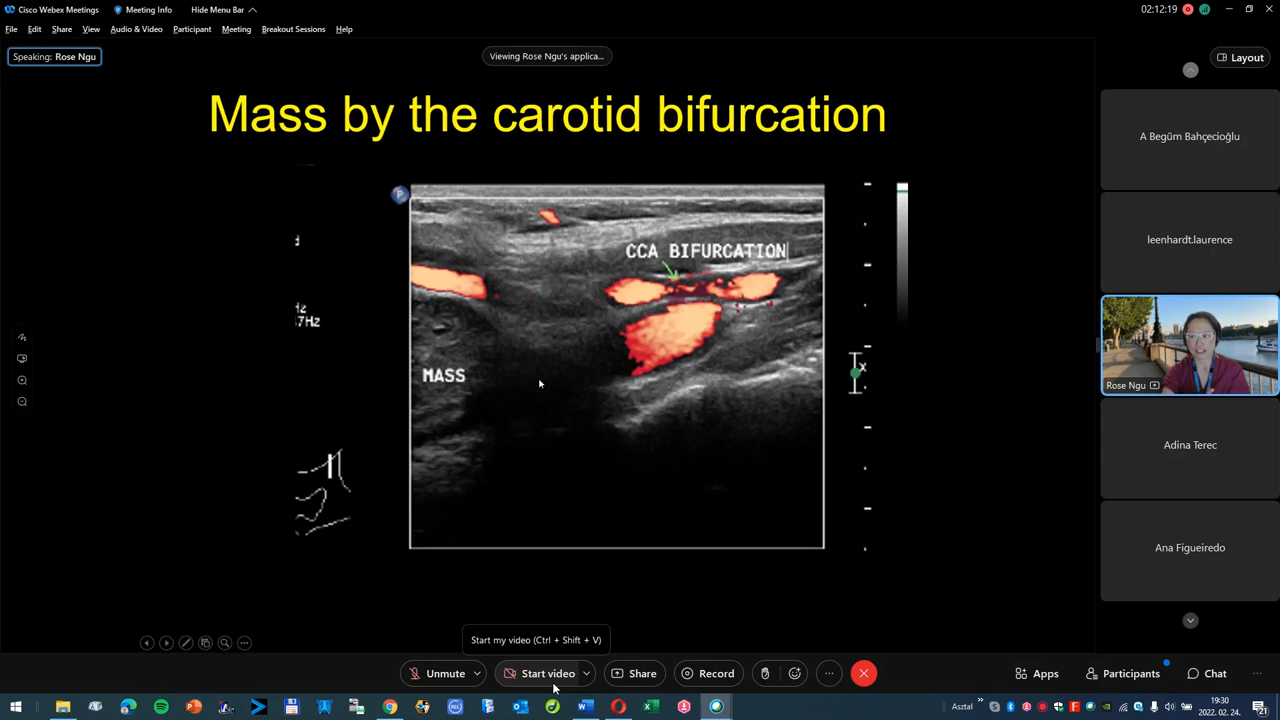 Cisco Webex Meetings
Meeting Info
Hide Menu Bar
02:12:19
File Edit Share View Audio & Video Participant Meeting Breakout Sessions Help
Speaking: Rose Ngu
Viewing Rose Ngu's applica...
Layout
Mass by the carotid bifurcation
P
CCA BIFURCATION
MASS
d
Hz
7Hz
X
A Begüm Bahçecioğlu
leenhardt.laurence
Rose Ngu
Adina Terec
Ana Figueiredo
Start my video (Ctrl + Shift + V)
Unmute
Start video
Share
Record
Apps
Participants
Chat
Asztal
19:30
2022. 02. 24.